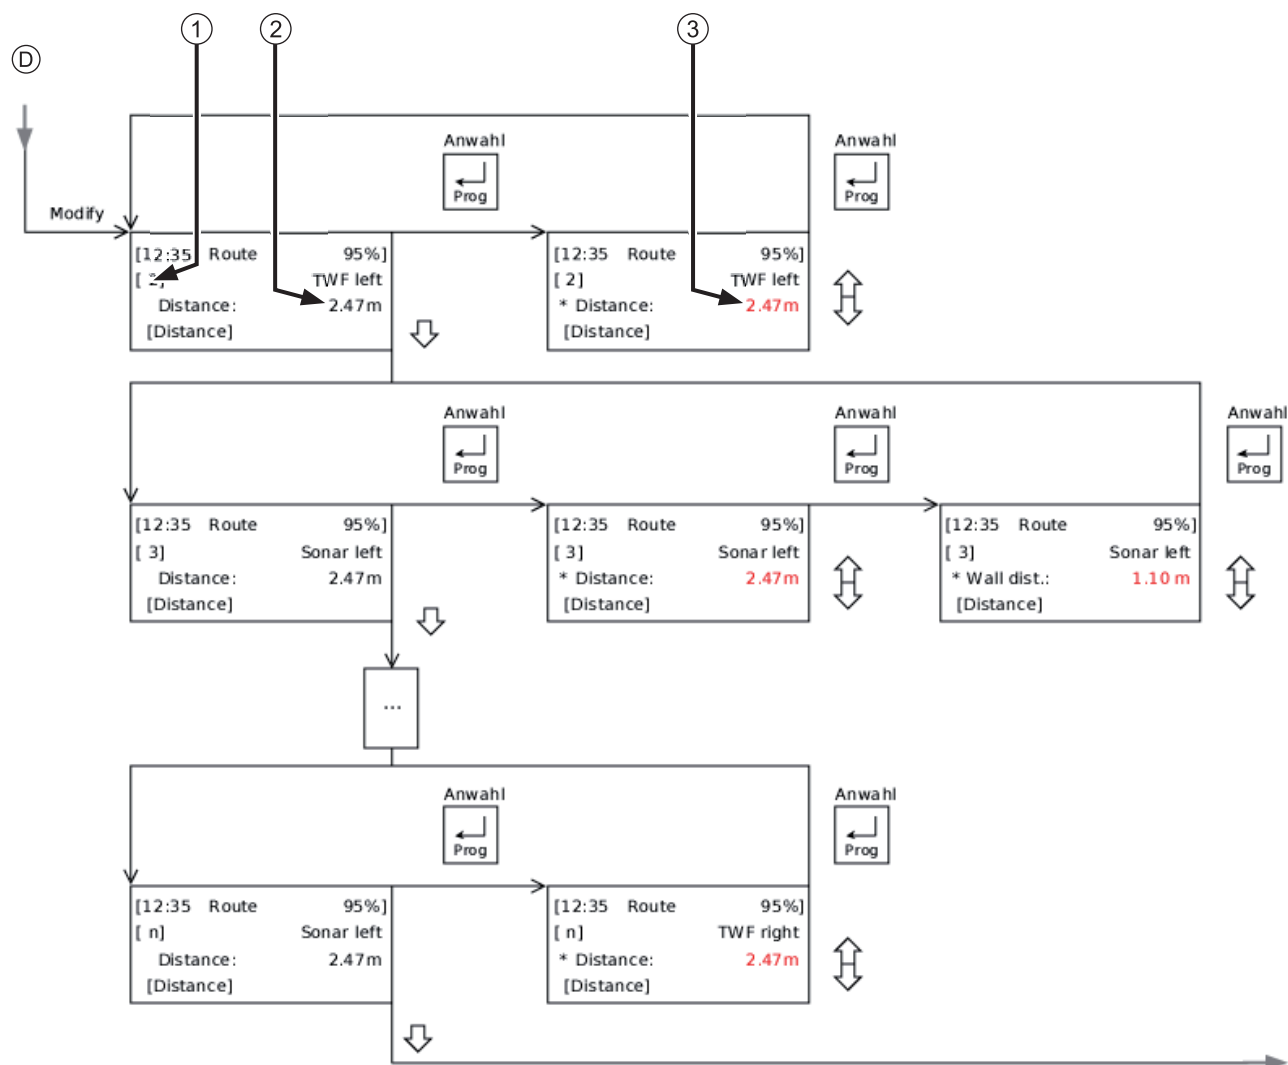 1
2
3
D
Anwahl
Prog
Anwahl
Prog
Modify
[12:35 Route 95%]
[ 2] TWF left
Distance: 2.47m
[Distance]
[12:35 Route 95%]
[ 2] TWF left
* Distance: 2.47m
[Distance]
Anwahl
Prog
Anwahl
Prog
Anwahl
Prog
[12:35 Route 95%]
[ 3] Sonar left
Distance: 2.47m
[Distance]
[12:35 Route 95%]
[ 3] Sonar left
* Distance: 2.47m
[Distance]
[12:35 Route 95%]
[ 3] Sonar left
* Wall dist.: 1.10 m
[Distance]
...
Anwahl
Prog
Anwahl
Prog
[12:35 Route 95%]
[ n] Sonar left
Distance: 2.47m
[Distance]
[12:35 Route 95%]
[ n] TWF right
* Distance: 2.47m
[Distance]